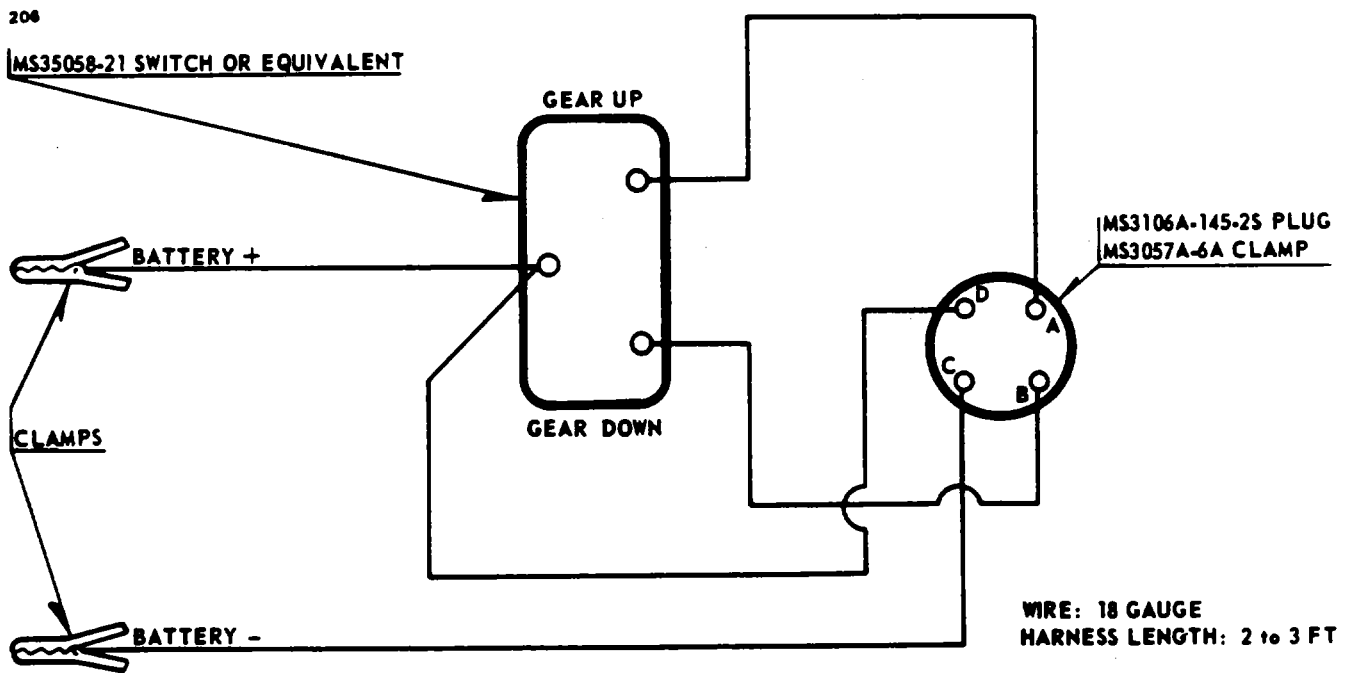 206
MS35058-21 SWITCH OR EQUIVALENT
GEAR UP
MS3106A-145-2S PLUG
MS3057A-6A CLAMP
BATTERY +
D
A
C
B
GEAR DOWN
CLAMPS
WIRE: 18 GAUGE
HARNESS LENGTH: 2 to 3 FT
BATTERY -